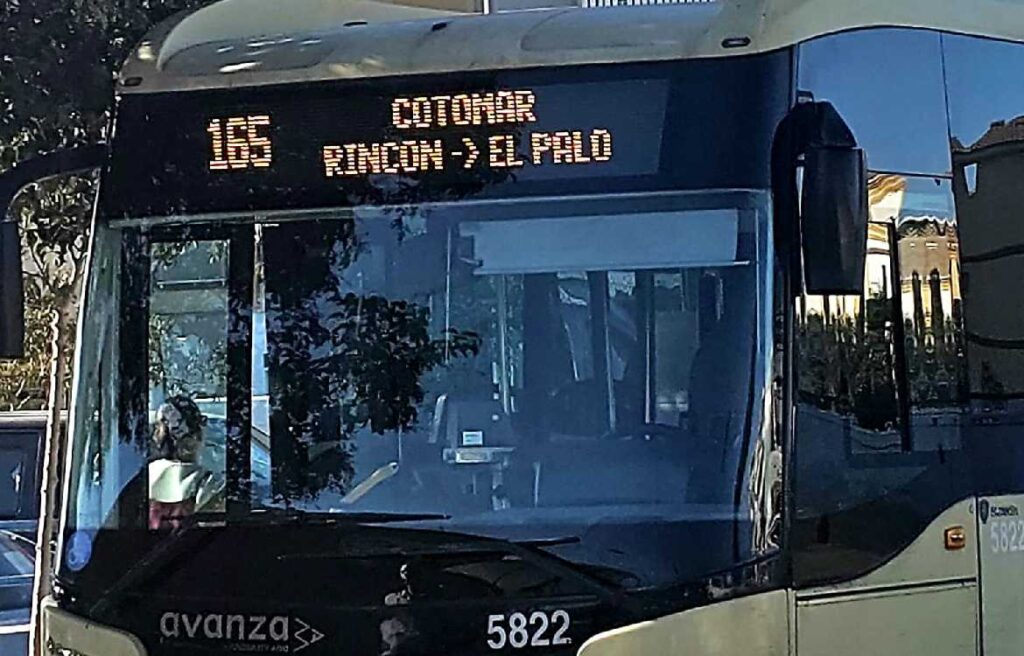 165
COTOMAR
RINCON -> EL PALO
avanza
5822
5822